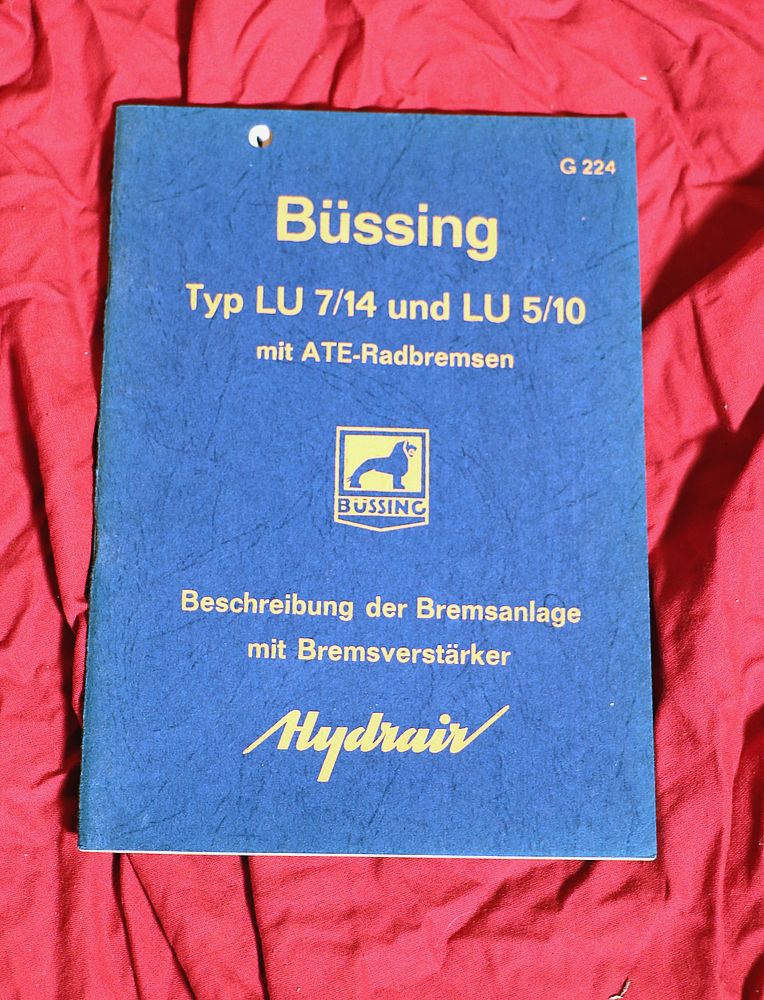 G 224
Büssing
Typ LU 7/14 und LU 5/10
mit ATE-Radbremsen
BÜSSING
Beschreibung der Bremsanlage
mit Bremsverstärker
Hydrair